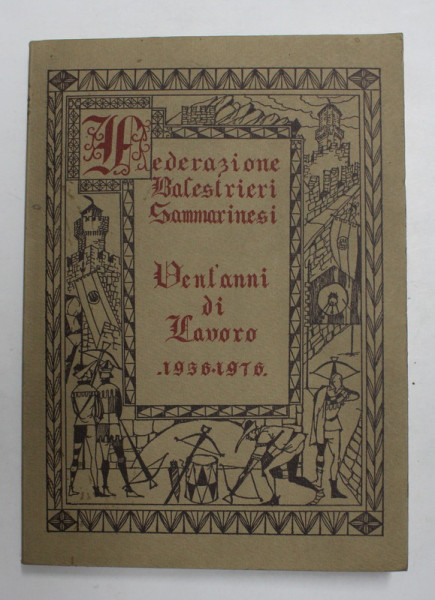 Federazione
Balestrieri
Sammarinesi
Vent'anni
di
Lavoro
.1956.1976.